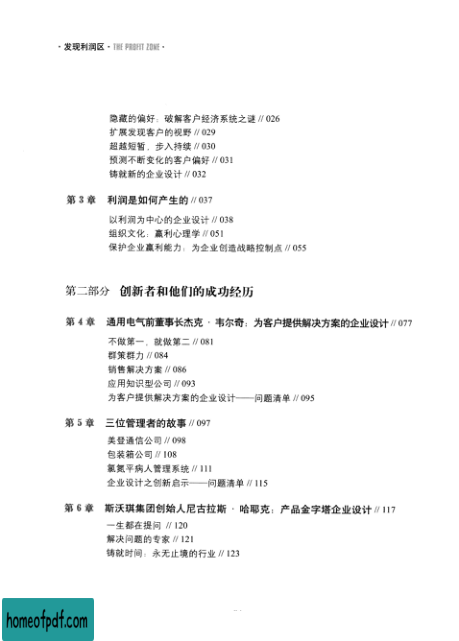 ·发现利润区·THE PROFIT ZONE·
隐藏的偏好：破解客户经济系统之谜 // 026
扩展发现客户的视野 // 029
超越短暂，步入持续 // 030
预测不断变化的客户偏好 // 031
铸就新的企业设计 // 032
第3章 利润是如何产生的 // 037
以利润为中心的企业设计 // 038
组织文化：赢利心理学 // 051
保护企业赢利能力：为企业创造战略控制点 // 055
第二部分 创新者和他们的成功经历
第4章 通用电气前董事长杰克·韦尔奇：为客户提供解决方案的企业设计 // 077
不做第一，就做第二 // 081
群策群力 // 084
销售解决方案 // 086
应用知识型公司 // 093
为客户提供解决方案的企业设计——问题清单 // 095
第5章 三位管理者的故事 // 097
美登通信公司 // 098
包装箱公司 // 108
氯氮平病人管理系统 // 111
企业设计之创新启示——问题清单 // 115
第6章 斯沃琪集团创始人尼古拉斯·哈耶克：产品金字塔企业设计 // 117
一生都在提问 // 120
解决问题的专家 // 121
铸就时间：永无止境的行业 // 123
homeofpdf.com